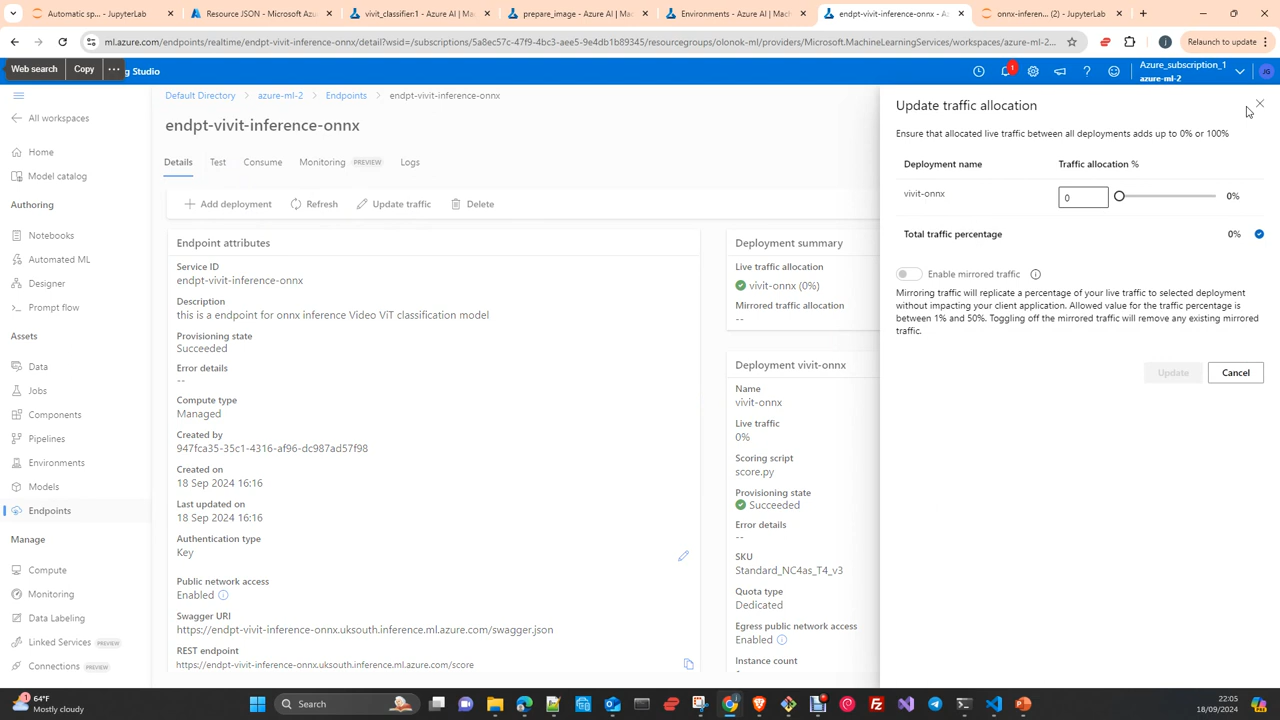 Automatic sp... - JupyterLab
Resource JSON - Microsoft Azu
vivit_classifier:1 - Azure AI | Mac
prepare_image - Azure AI | Mach
Environments - Azure AI | Machi
endpt-vivit-inference-onnx - Az
onnx-inferen... (2) - JupyterLab
ml.azure.com/endpoints/realtime/endpt-vivit-inference-onnx/detail?wsid=/subscriptions/5a8ec57c-47f9-4bc3-aee5-9e4db1b89345/resourcegroups/olonok-ml/providers/Microsoft.MachineLearningServices/workspaces/azure-ml-2...
Relaunch to update
Web search
Copy
g Studio
1
Azure_subscription_1
azure-ml-2
JG
All workspaces
Home
Model catalog
Authoring
Notebooks
Automated ML
Designer
Prompt flow
Assets
Data
Jobs
Components
Pipelines
Environments
Models
Endpoints
Manage
Compute
Monitoring
Data Labeling
Linked Services PREVIEW
Connections PREVIEW
Default Directory
azure-ml-2
Endpoints
endpt-vivit-inference-onnx
endpt-vivit-inference-onnx
Details
Test
Consume
Monitoring PREVIEW
Logs
Add deployment
Refresh
Update traffic
Delete
Endpoint attributes
Service ID
endpt-vivit-inference-onnx
Description
this is a endpoint for onnx inference Video ViT classification model
Provisioning state
Succeeded
Error details
--
Compute type
Managed
Created by
947fca35-35c1-4316-af96-dc987ad57f98
Created on
18 Sep 2024 16:16
Last updated on
18 Sep 2024 16:16
Authentication type
Key
Public network access
Enabled
Swagger URI
https://endpt-vivit-inference-onnx.uksouth.inference.ml.azure.com/swagger.json
REST endpoint
https://endpt-vivit-inference-onnx.uksouth.inference.ml.azure.com/score
Deployment summary
Live traffic allocation
vivit-onnx (0%)
Mirrored traffic allocation
--
Deployment vivit-onnx
Name
vivit-onnx
Live traffic
0%
Scoring script
score.py
Provisioning state
Succeeded
Error details
--
SKU
Standard_NC4as_T4_v3
Quota type
Dedicated
Egress public network access
Enabled
Instance count
Update traffic allocation
Ensure that allocated live traffic between all deployments adds up to 0% or 100%
Deployment name
Traffic allocation %
vivit-onnx
0
0%
Total traffic percentage
0%
Enable mirrored traffic
Mirroring traffic will replicate a percentage of your live traffic to selected deployment
without impacting your client application. Allowed value for the traffic percentage is
between 1% and 50%. Toggling off the mirrored traffic will remove any existing mirrored
traffic.
Update
Cancel
64°F
Mostly cloudy
Search
22:05
18/09/2024